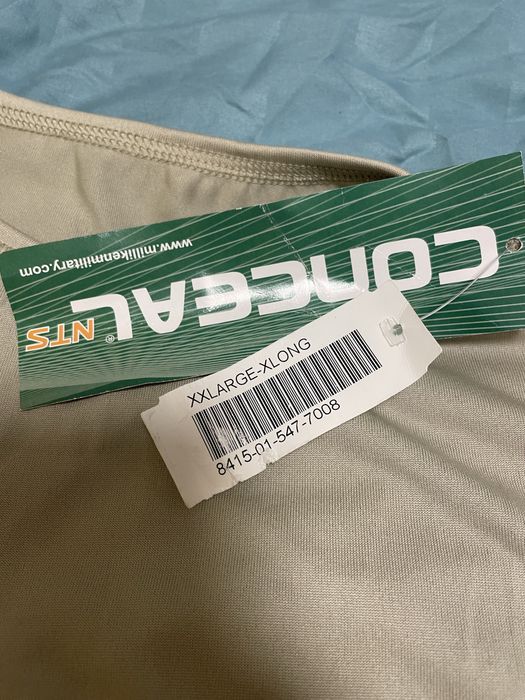 CONCEAL® NTS
www.millikenmilitary.com
XXLARGE-XLONG
8415-01-547-7008